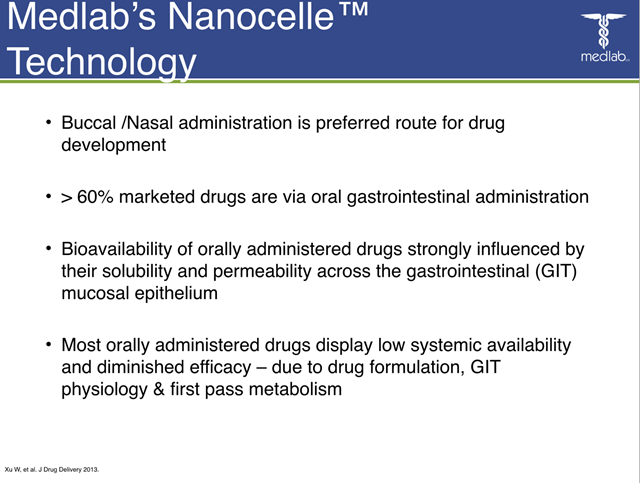 Medlab's Nanocelle™
Technology
medlab
• Buccal /Nasal administration is preferred route for drug
development
• > 60% marketed drugs are via oral gastrointestinal administration
• Bioavailability of orally administered drugs strongly influenced by
their solubility and permeability across the gastrointestinal (GIT)
mucosal epithelium
• Most orally administered drugs display low systemic availability
and diminished efficacy – due to drug formulation, GIT
physiology & first pass metabolism
Xu W, et al. J Drug Delivery 2013.